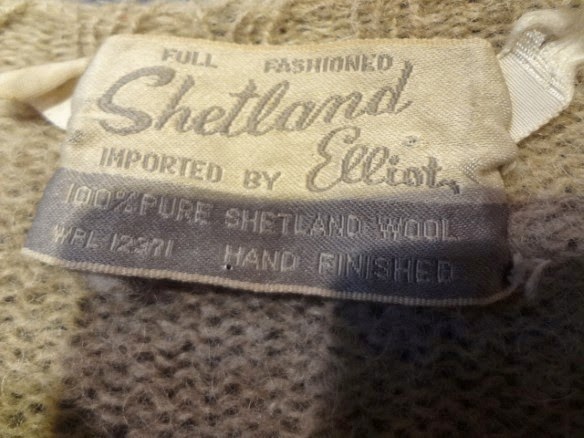 FULL FASHIONED
Shetland
IMPORTED BY Elliot
100% PURE SHETLAND WOOL
WPL 12371 HAND FINISHED